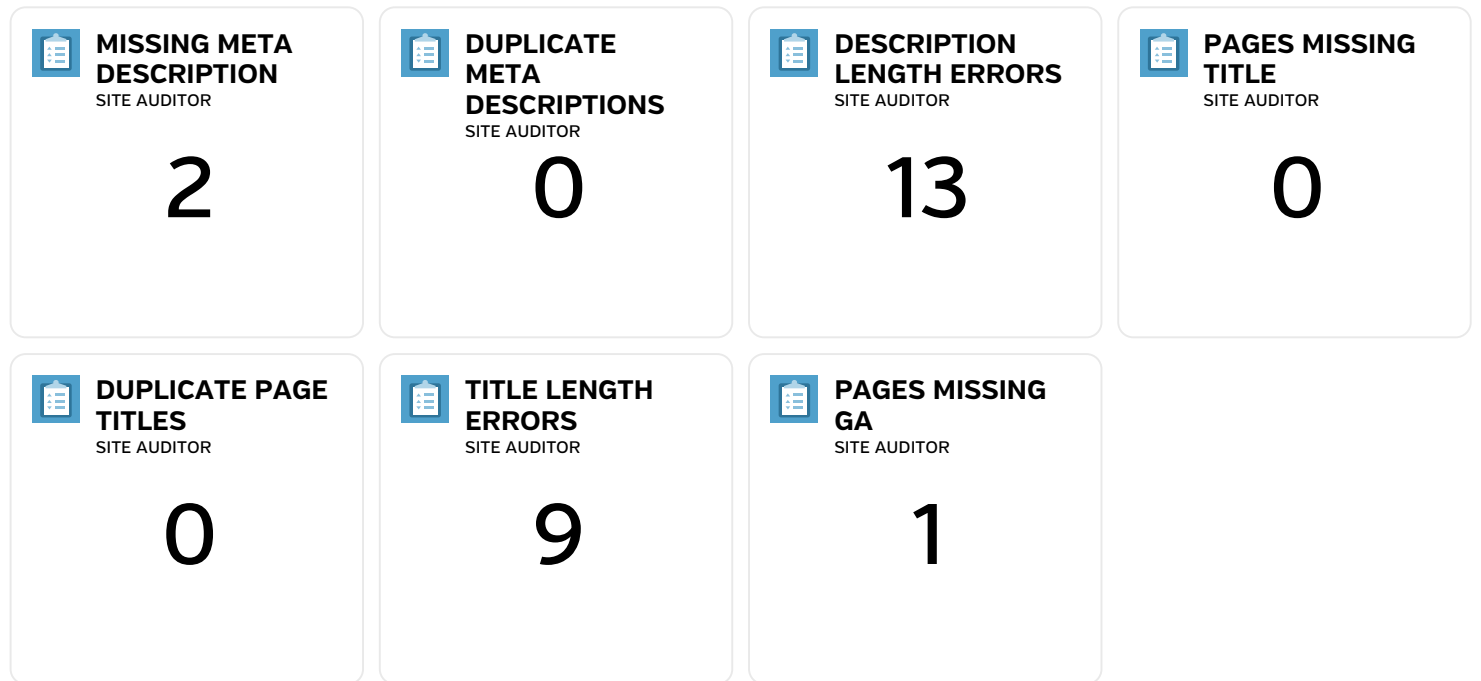 MISSING META
DESCRIPTION
SITE AUDITOR
2
DUPLICATE
META
DESCRIPTIONS
SITE AUDITOR
0
DESCRIPTION
LENGTH ERRORS
SITE AUDITOR
13
PAGES MISSING
TITLE
SITE AUDITOR
0
DUPLICATE PAGE
TITLES
SITE AUDITOR
0
TITLE LENGTH
ERRORS
SITE AUDITOR
9
PAGES MISSING
GA
SITE AUDITOR
1